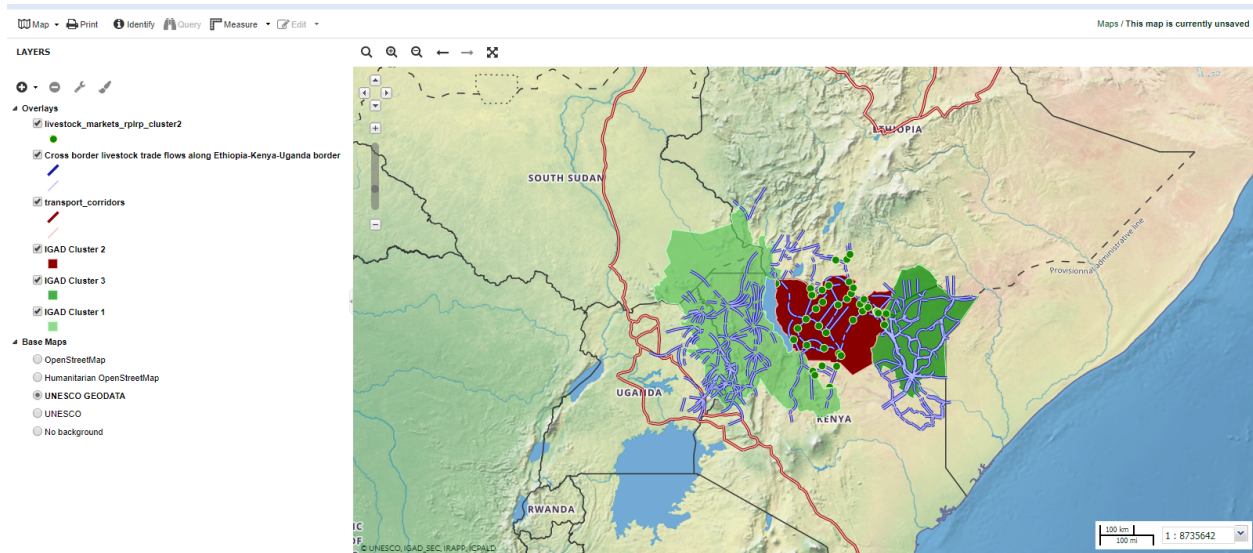 Map Print Identify Query Measure Edit
Maps / This map is currently unsaved
LAYERS
Overlays
livestock_markets_rplrp_cluster2
Cross border livestock trade flows along Ethiopia-Kenya-Uganda border
transport_corridors
IGAD Cluster 2
IGAD Cluster 3
IGAD Cluster 1
Base Maps
OpenStreetMap
Humanitarian OpenStreetMap
UNESCO GEODATA
UNESCO
No background
ETHIOPIA
SOUTH SUDAN
Provisionnal administrative line
UGANDA
KENYA
RWANDA
IC
OF
100 km
100 mi
1 : 8735642
© UNESCO, IGAD_SEC, IRAPP, ICPALD